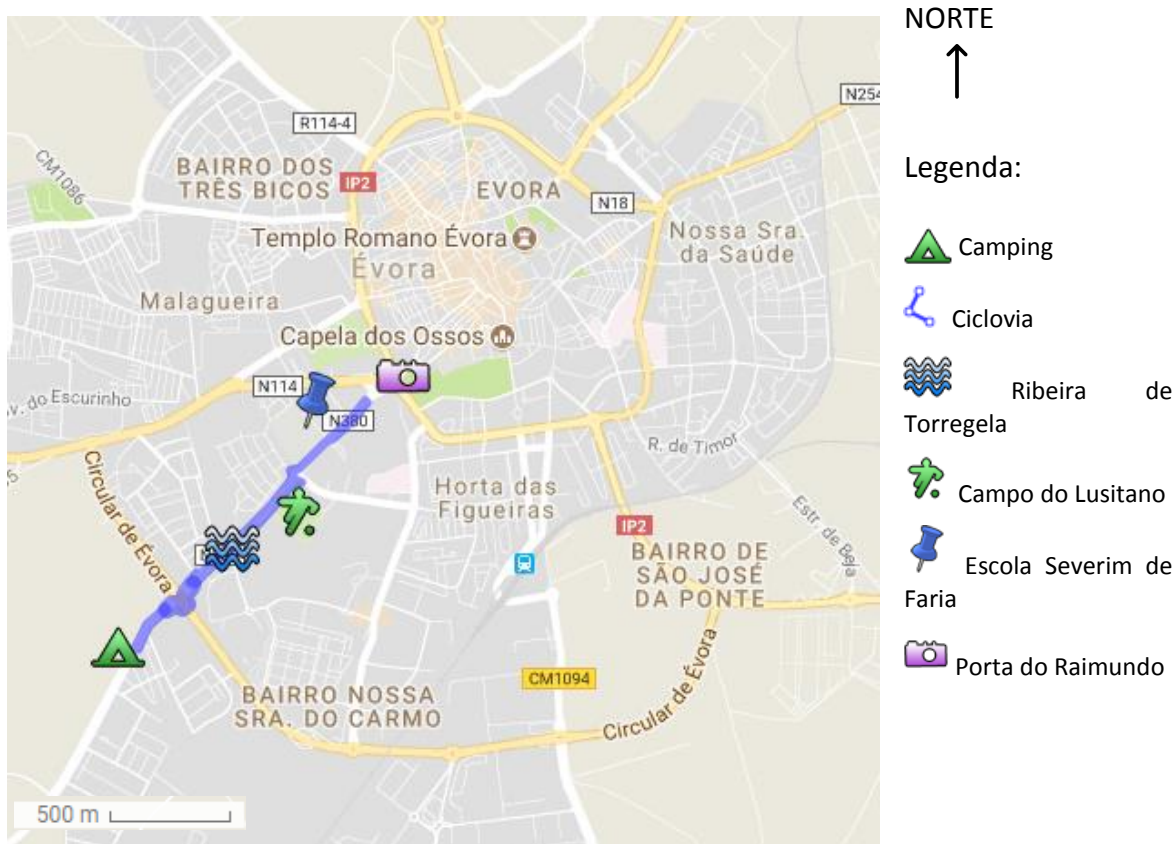 NORTE
N254
R114-4
CM1086
BAIRRO DOS
TRÊS BICOS
IP2
EVORA
N18
Templo Romano Évora
Évora
Nossa Sra.
da Saúde
Malagueira
Capela dos Ossos
N114
N380
v. do Escurinho
R. de Timor
Circular de Évora
Horta das
Figueiras
Estr. de Beja
IP2
BAIRRO DE
SÃO JOSÉ
DA PONTE
CM1094
BAIRRO NOSSA
SRA. DO CARMO
Circular de Évora
500 m
Legenda:
Camping
Ciclovia
Ribeira de
Torregela
Campo do Lusitano
Escola Severim de
Faria
Porta do Raimundo